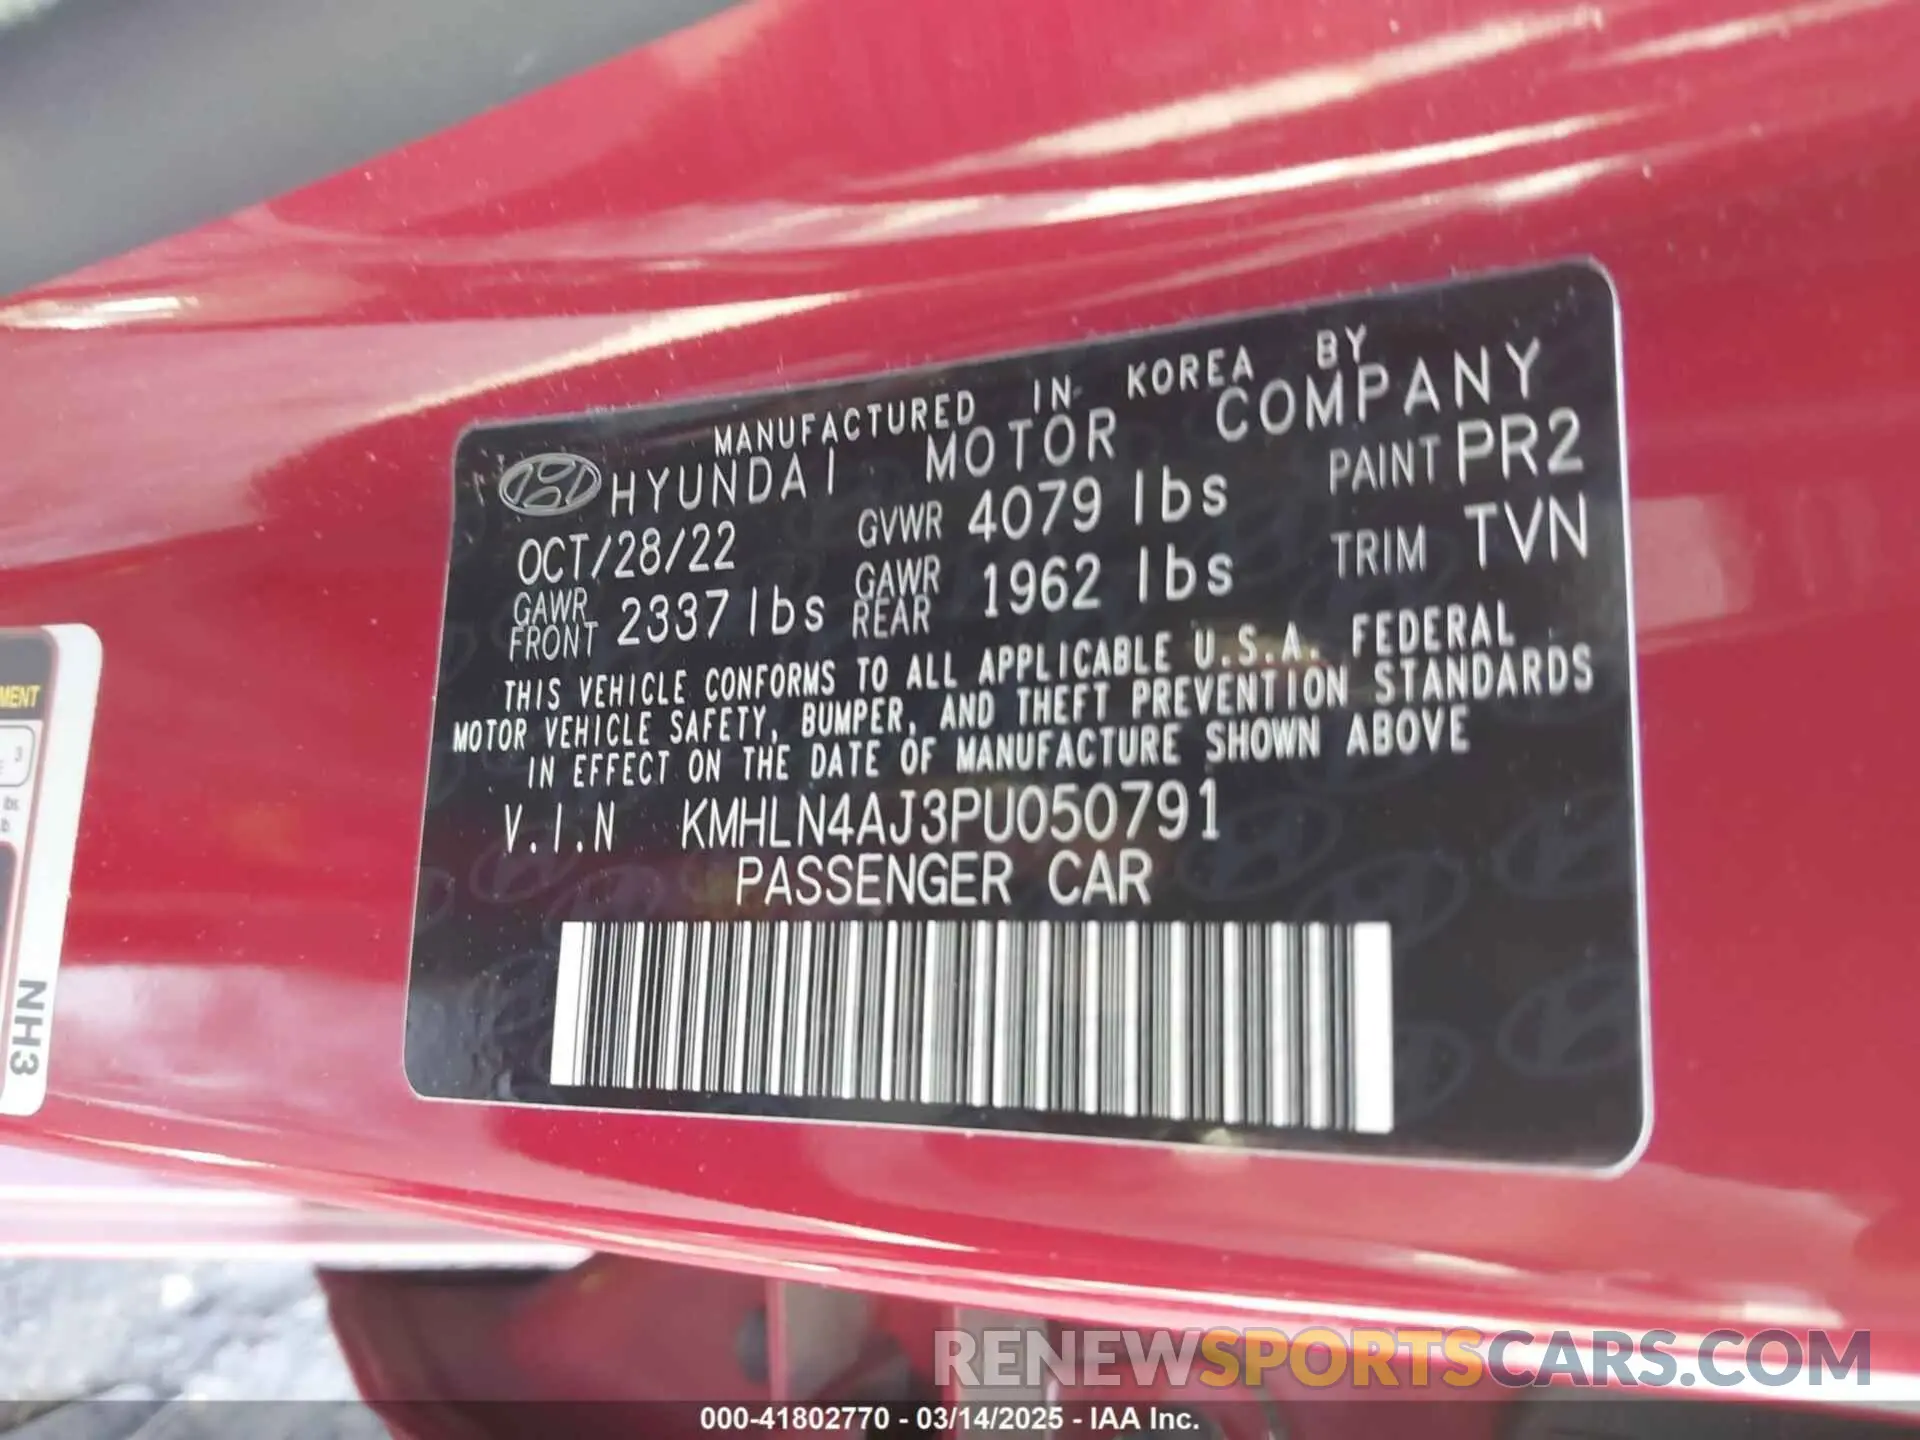 MANUFACTURED IN KOREA BY
HYUNDAI MOTOR COMPANY
OCT/28/22 GVWR 4079 lbs PAINT PR2
GAWR FRONT 2337 lbs GAWR REAR 1962 lbs TRIM TVN
THIS VEHICLE CONFORMS TO ALL APPLICABLE U.S.A. FEDERAL
MOTOR VEHICLE SAFETY, BUMPER, AND THEFT PREVENTION STANDARDS
IN EFFECT ON THE DATE OF MANUFACTURE SHOWN ABOVE
V.I.N KMHLN4AJ3PU050791
PASSENGER CAR
3
lbs.
NH3
RENEWSPORTSCARS.COM
000-41802770 - 03/14/2025 - IAA Inc.